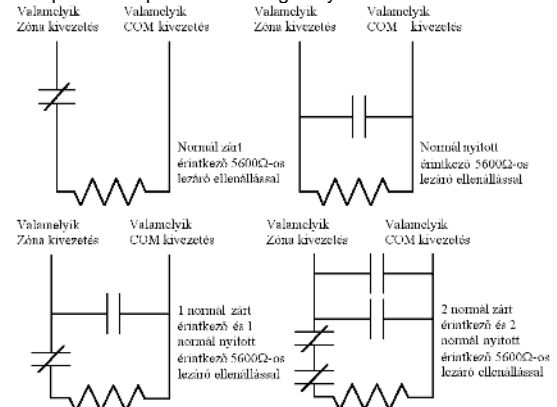 Valamelyik
Zóna kivezetés
Valamelyik
COM kivezetés
Normál zárt
érintkező 5600Ω-os
lezáró ellenállással
Valamelyik
Zóna kivezetés
Valamelyik
COM kivezetés
Normál nyitott
érintkező 5600Ω-os
lezáró ellenállással
Valamelyik
Zóna kivezetés
Valamelyik
COM kivezetés
1 normál zárt
érintkező és 1
normál nyitott
érintkező 5600Ω-os
lezáró ellenállással
Valamelyik
Zóna kivezetés
Valamelyik
COM kivezetés
2 normál zárt
érintkező és 2
normál nyitott
érintkező 5600Ω-os
lezáró ellenállással